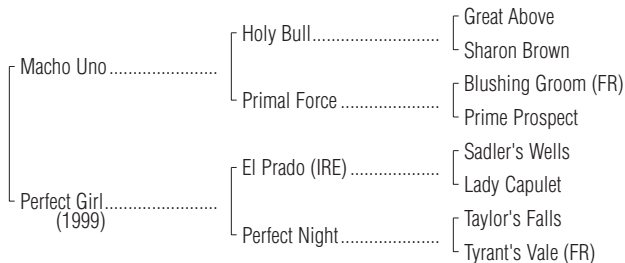 Great Above
Holy Bull
Sharon Brown
Macho Uno
Blushing Groom (FR)
Primal Force
Prime Prospect
Sadler's Wells
El Prado (IRE)
Lady Capulet
Perfect Girl
(1999)
Taylor's Falls
Perfect Night
Tyrant's Vale (FR)